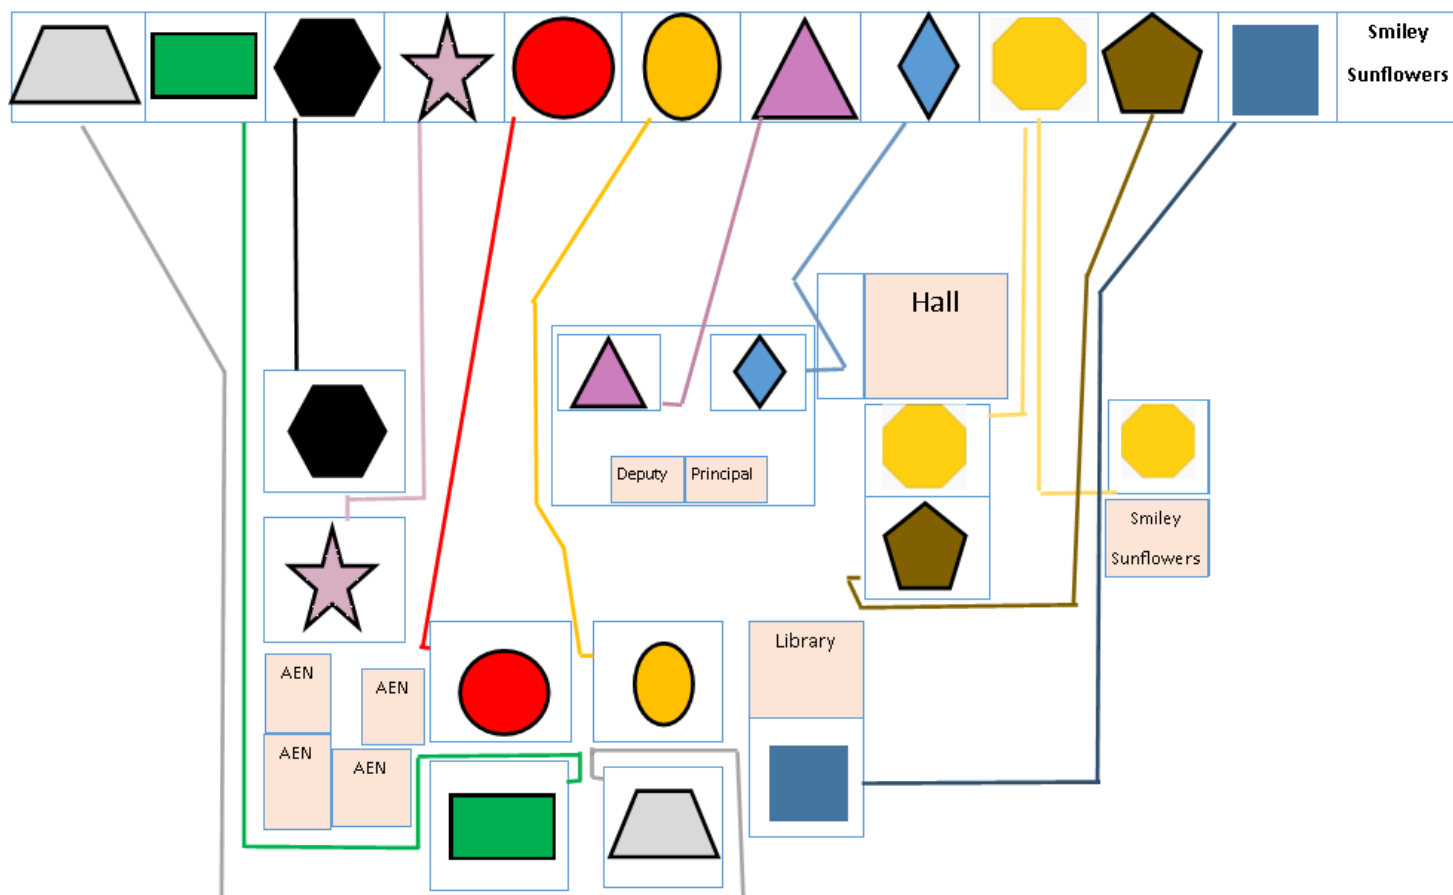 Smiley
Sunflowers
Hall
Deputy
Principal
Smiley
Sunflowers
Library
AEN
AEN
AEN
AEN